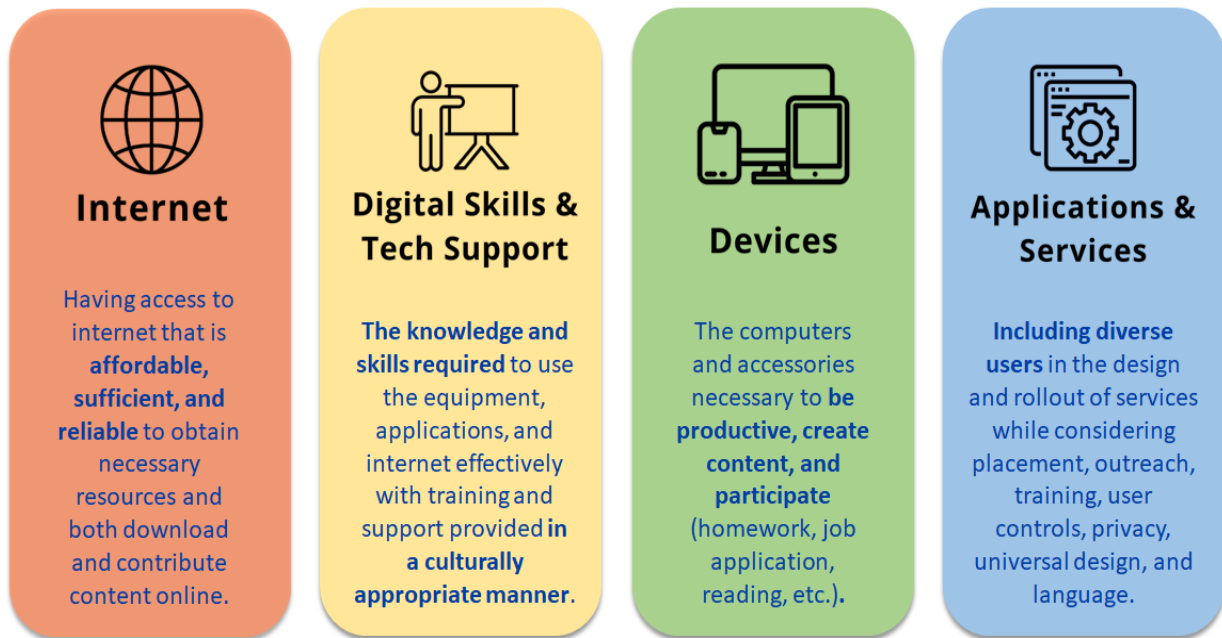 Internet
Having access to
internet that is
affordable,
sufficient, and
reliable to obtain
necessary
resources and
both download
and contribute
content online.
Digital Skills &
Tech Support
The knowledge and
skills required to use
the equipment,
applications, and
internet effectively
with training and
support provided in
a culturally
appropriate manner.
Devices
The computers
and accessories
necessary to be
productive, create
content, and
participate
(homework, job
application,
reading, etc.).
Applications &
Services
Including diverse
users in the design
and rollout of services
while considering
placement, outreach,
training, user
controls, privacy,
universal design, and
language.